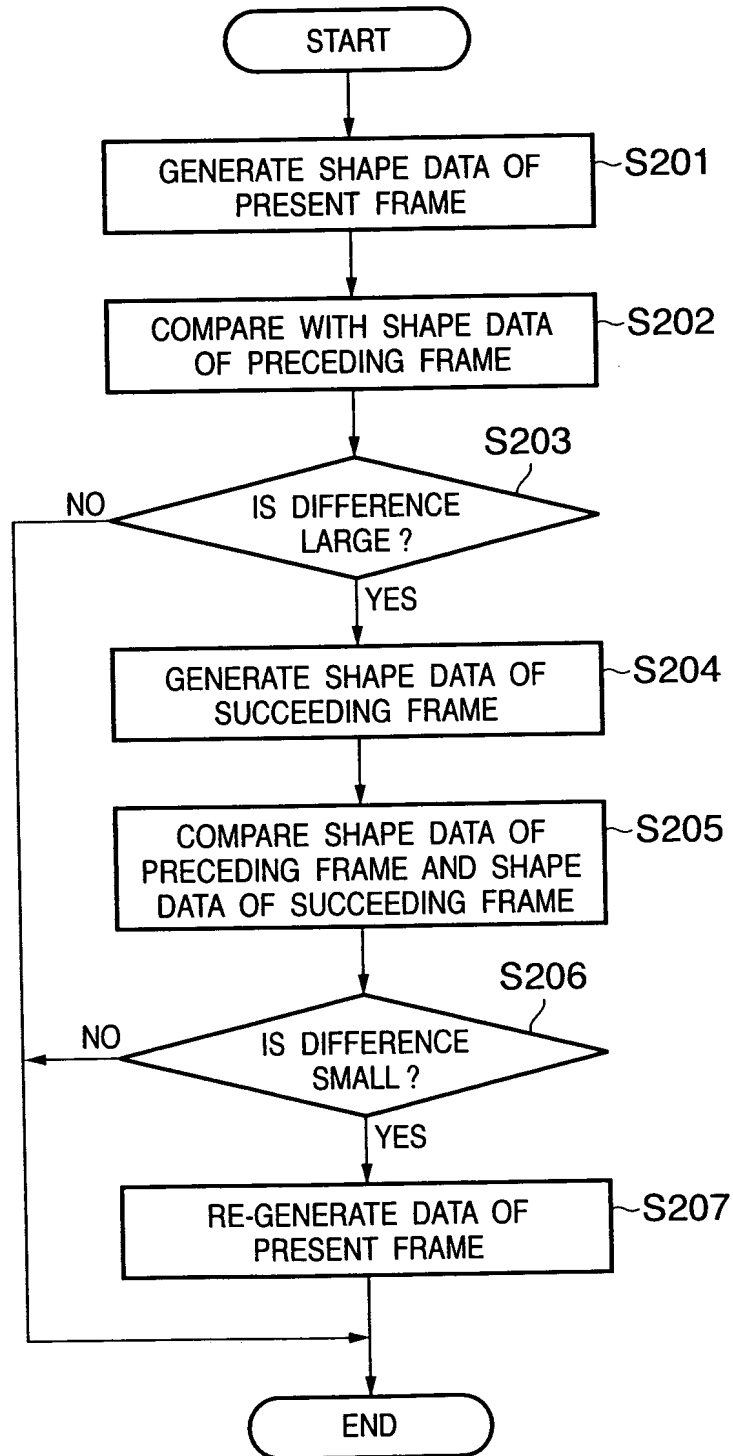 START
GENERATE SHAPE DATA OF
PRESENT FRAME
S201
COMPARE WITH SHAPE DATA
OF PRECEDING FRAME
S202
S203
IS DIFFERENCE
LARGE ?
NO
YES
GENERATE SHAPE DATA OF
SUCCEEDING FRAME
S204
COMPARE SHAPE DATA OF
PRECEDING FRAME AND SHAPE
DATA OF SUCCEEDING FRAME
S205
S206
IS DIFFERENCE
SMALL ?
NO
YES
RE-GENERATE DATA OF
PRESENT FRAME
S207
END